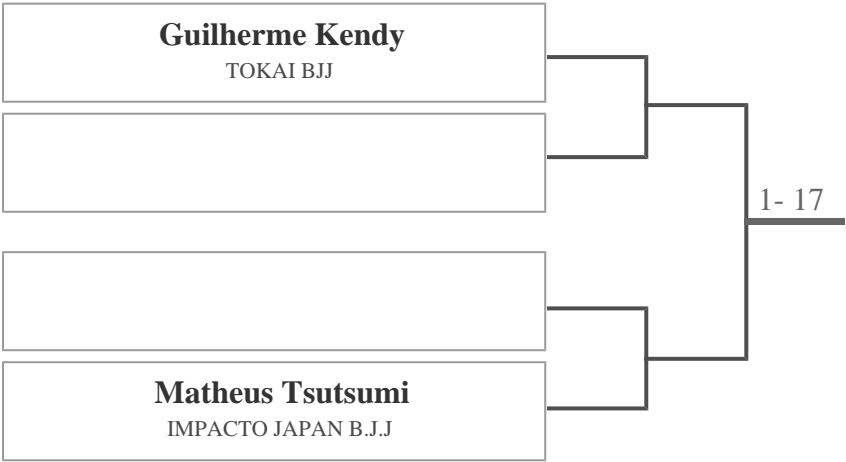 Guilherme Kendy
TOKAI BJJ
1- 17
Matheus Tsutsumi
IMPACTO JAPAN B.J.J